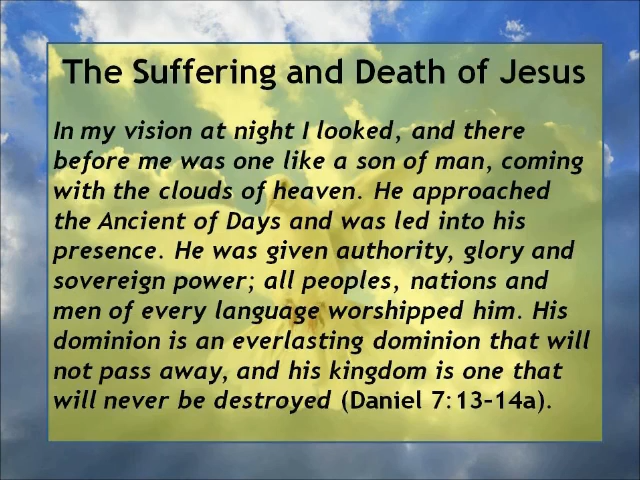 The Suffering and Death of Jesus
In my vision at night I looked, and there
before me was one like a son of man, coming
with the clouds of heaven. He approached
the Ancient of Days and was led into his
presence. He was given authority, glory and
sovereign power; all peoples, nations and
men of every language worshipped him. His
dominion is an everlasting dominion that will
not pass away, and his kingdom is one that
will never be destroyed (Daniel 7:13–14a).